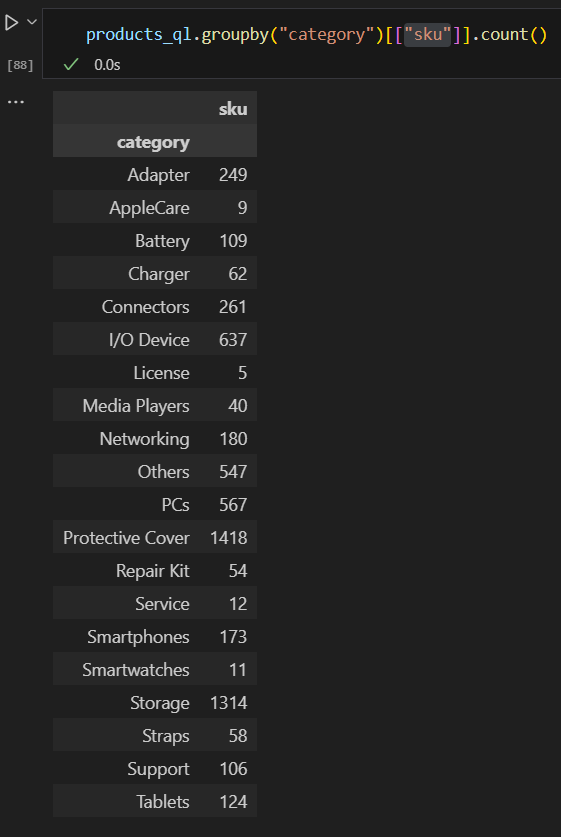 products_ql.groupby("category")[["sku"]].count()
[88]
0.0s
...
sku
category
Adapter 249
AppleCare 9
Battery 109
Charger 62
Connectors 261
I/O Device 637
License 5
Media Players 40
Networking 180
Others 547
PCs 567
Protective Cover 1418
Repair Kit 54
Service 12
Smartphones 173
Smartwatches 11
Storage 1314
Straps 58
Support 106
Tablets 124